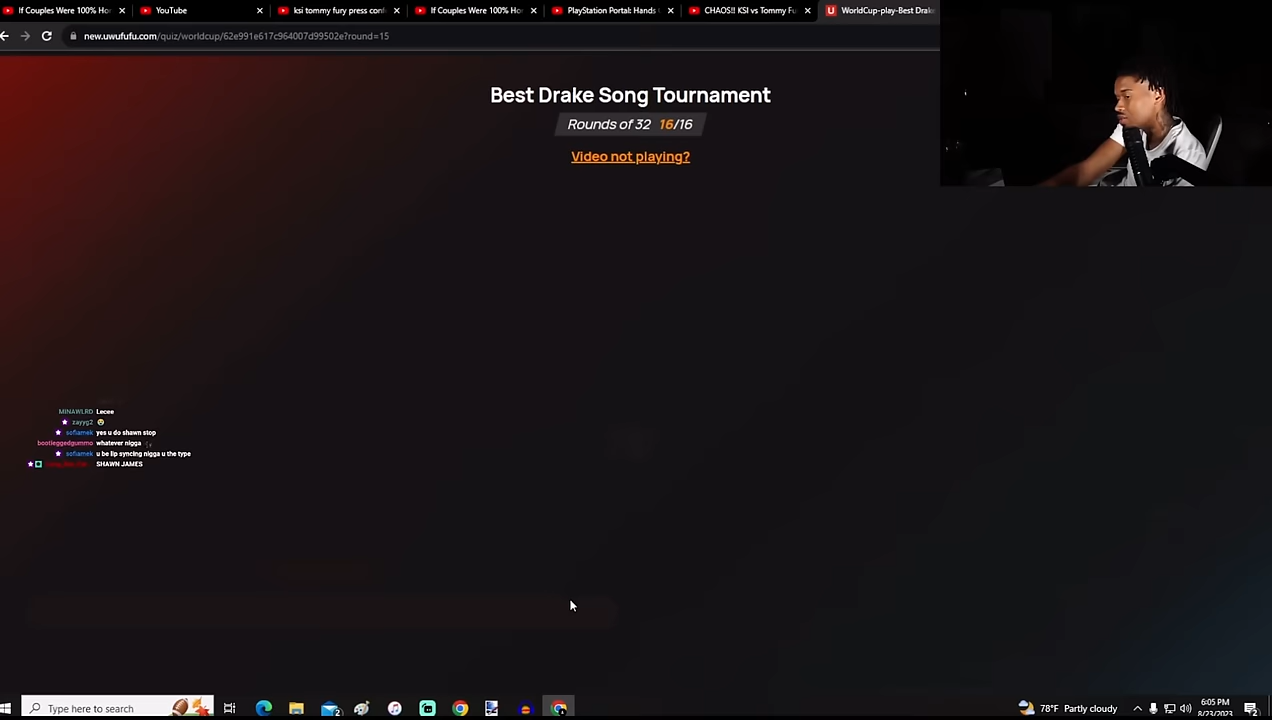 If Couples Were 100% Ho
YouTube
ksi tommy fury press conf
If Couples Were 100% Ho
PlayStation Portal: Hands
CHAOS!! KSI vs Tommy Fu
WorldCup-play-Best Drake
new.uwufufu.com/quiz/worldcup/62e991e617c964007d99502e?round=15
Best Drake Song Tournament
Rounds of 32 16/16
Video not playing?
MINAWLRD Lecee
zayyg2
sofiamek yes u do shawn stop
bootleggedgummo whatever nigga
sofiamek u be lip syncing nigga u the type
SHAWN JAMES
Type here to search
78°F Partly cloudy
6:05 PM
8/23/2023